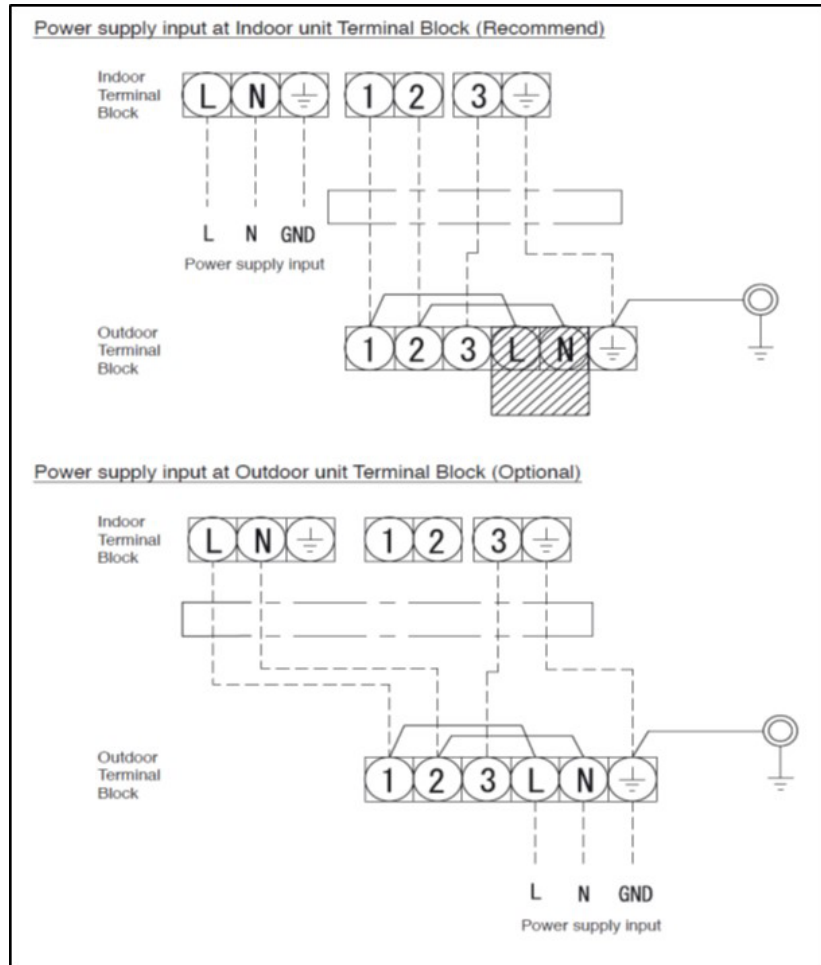 Power supply input at Indoor unit Terminal Block (Recommend)
Indoor
Terminal
Block
L N 1 2 3
L N GND
Power supply input
Outdoor
Terminal
Block
1 2 3 L N
Power supply input at Outdoor unit Terminal Block (Optional)
Indoor
Terminal
Block
L N 1 2 3
Outdoor
Terminal
Block
1 2 3 L N
L N GND
Power supply input